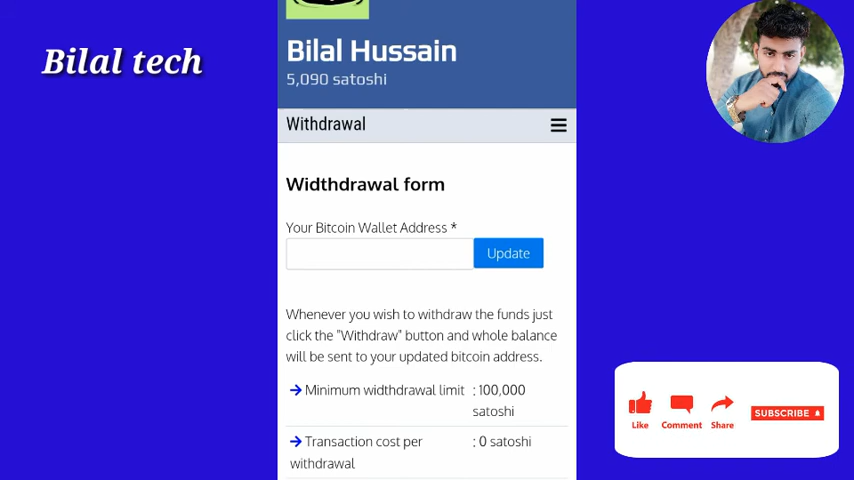 Bilal tech
Bilal Hussain
5,090 satoshi
Withdrawal
Widthdrawal form
Your Bitcoin Wallet Address *
Update
Whenever you wish to withdraw the funds just
click the "Withdraw" button and whole balance
will be sent to your updated bitcoin address.
Minimum widthdrawal limit : 100,000
satoshi
Transaction cost per : 0 satoshi
withdrawal
Like Comment Share SUBSCRIBE